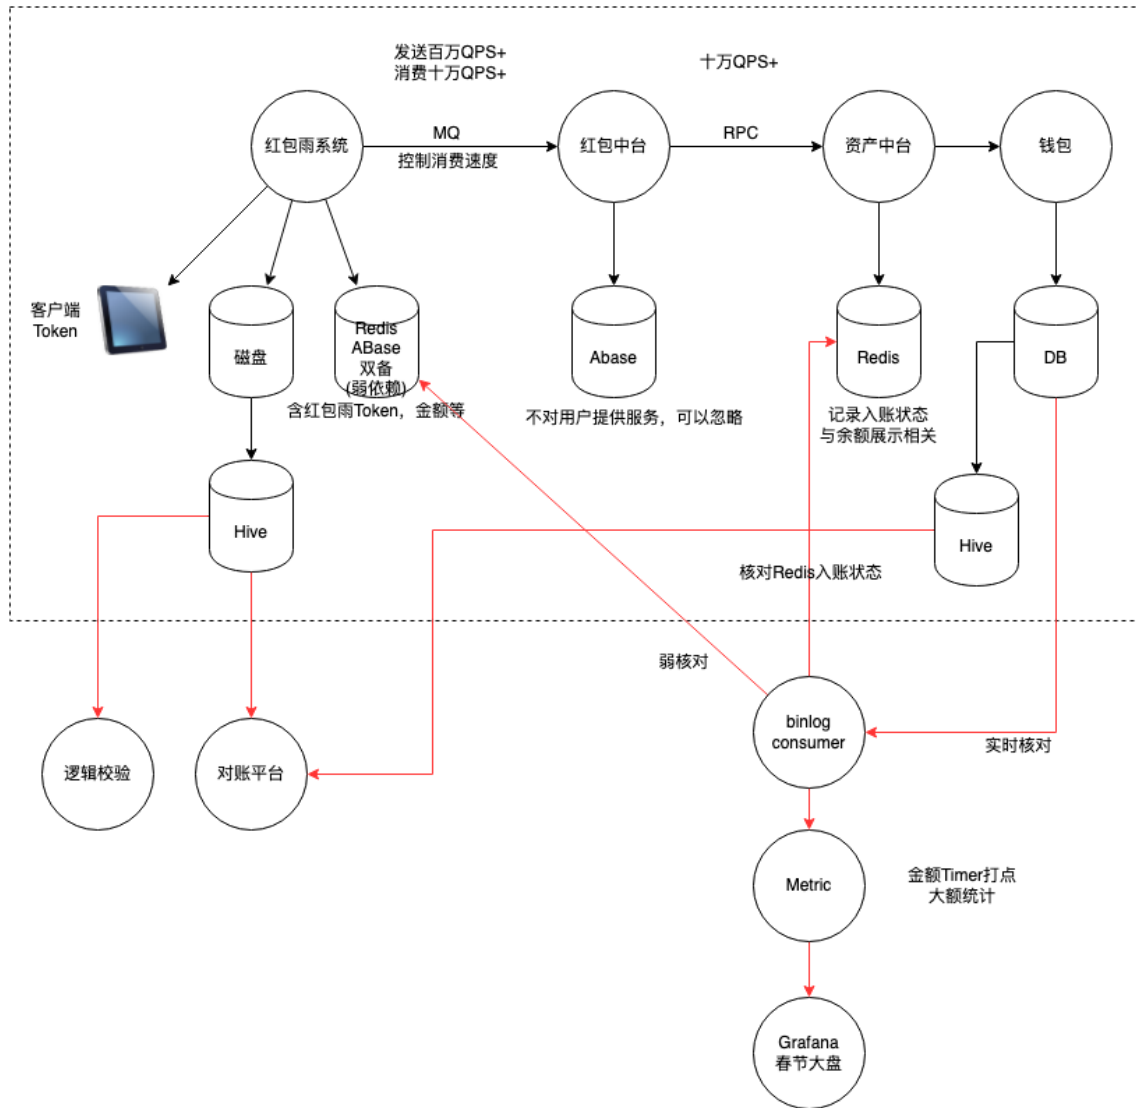 发送百万QPS+
消费十万QPS+
十万QPS+
红包雨系统
MQ
控制消费速度
红包中台
RPC
资产中台
钱包
客户端
Token
磁盘
Redis
ABase
双备
(弱依赖)
含红包雨Token，金额等
Abase
不对用户提供服务，可以忽略
Redis
记录入账状态
与余额展示相关
DB
Hive
Hive
核对Redis入账状态
弱核对
binlog
consumer
实时核对
逻辑校验
对账平台
Metric
金额Timer打点
大额统计
Grafana
春节大盘